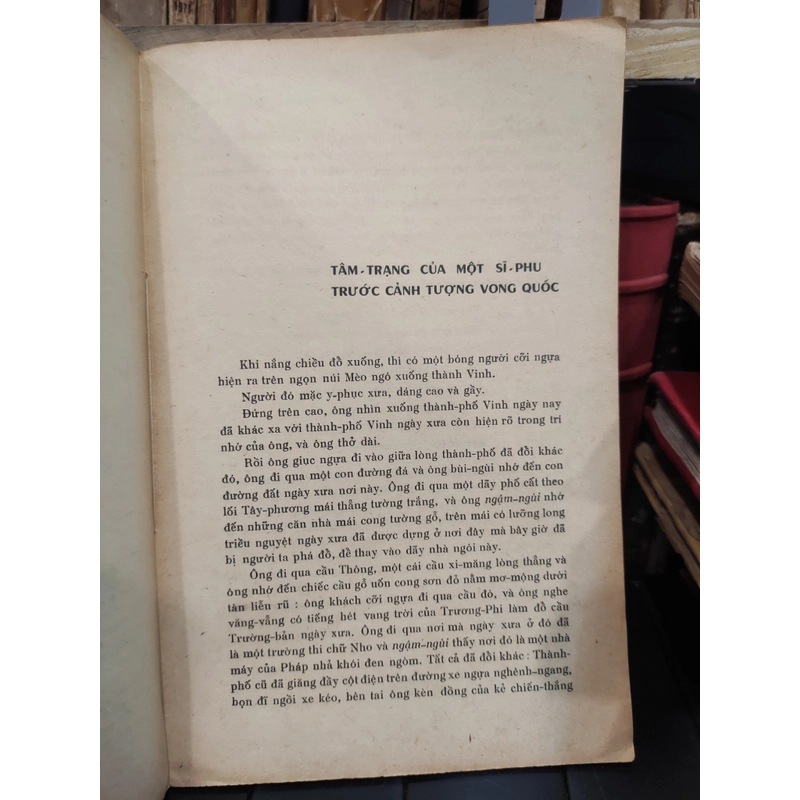 TÂM-TRẠNG CỦA MỘT SĨ-PHU
TRƯỚC CẢNH TƯỢNG VONG QUỐC
Khi nắng chiều đổ xuống, thì có một bóng người cỡi ngựa
hiện ra trên ngọn núi Mèo ngó xuống thành Vinh.
Người đó mặc y-phục xưa, dáng cao và gầy.
Đứng trên cao, ông nhìn xuống thành-phố Vinh ngày nay
đã khác xa với thành-phố Vinh ngày xưa còn hiện rõ trong trí
nhớ của ông, và ông thở dài.
Rồi ông giục ngựa đi vào giữa lòng thành-phố đã đổi khác
đó, ông đi qua một con đường đá và ông bùi-ngùi nhớ đến con
đường đất ngày xưa nơi này. Ông đi qua một dãy phố cất theo
lối Tây-phương mái thẳng tường trắng, và ông ngậm-ngùi nhớ
đến những căn nhà mái cong tường gổ, trên mái có lưỡng long
triều nguyệt ngày xưa đã được dựng ở nơi đây mà bây giờ đã
bị người ta phá đổ, để thay vào dãy nhà ngói này.
Ông đi qua cầu Thông, một cái cầu xi-măng lòng thẳng và
ông nhớ đến chiếc cầu gổ uốn cong sơn đỏ nằm mơ-mộng dưới
tàn liễu rũ : ông khách cỡi ngựa đi qua cầu đó, và ông nghe
văng-vẳng có tiếng hét vang trời của Trương-Phi làm đổ cầu
Trường-bản ngày xưa. Ông đi qua nơi mà ngày xưa ở đó đã
là một trường thi chữ Nho và ngậm-ngùi thấy nơi đó là một nhà
máy của Pháp nhả khói đen ngòm. Tất cả đã đổi khác : Thành-
phố cũ đã giăng đầy cột điện trên đường xe ngựa nghênh-ngang,
bọn đĩ ngồi xe kéo, bên tai ông kèn đồng của kẻ chiến-thắng